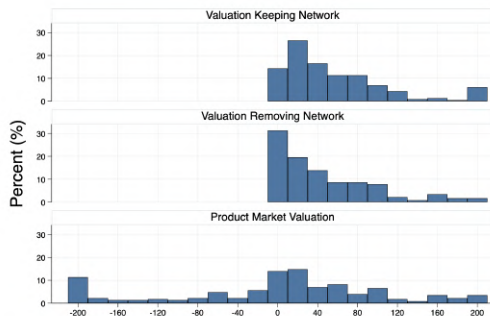 Valuation Keeping Network
30
20
10
0
Valuation Removing Network
30
20
10
0
Percent (%)
Product Market Valuation
30
20
10
0
-200 -160 -120 -80 -40 0 40 80 120 160 200